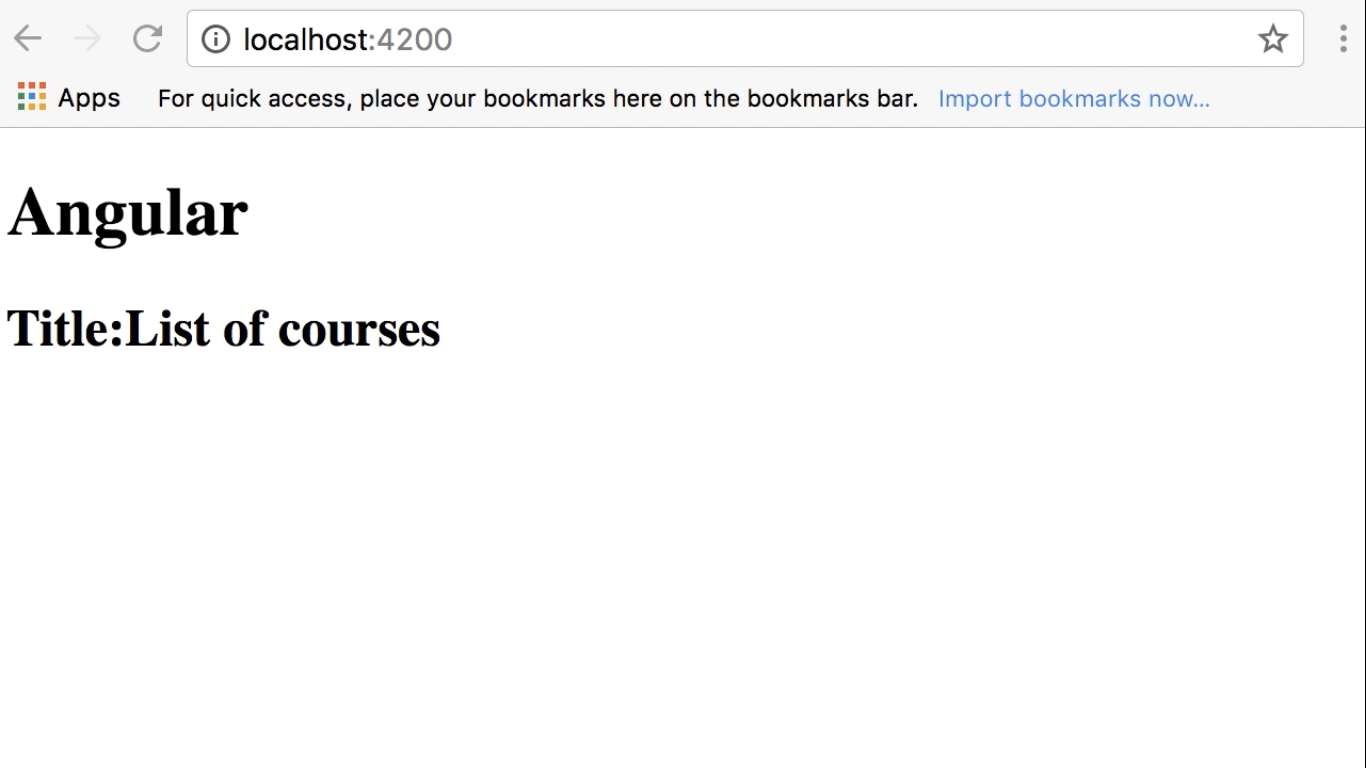 localhost:4200
Apps For quick access, place your bookmarks here on the bookmarks bar. Import bookmarks now...
Angular
Title:List of courses